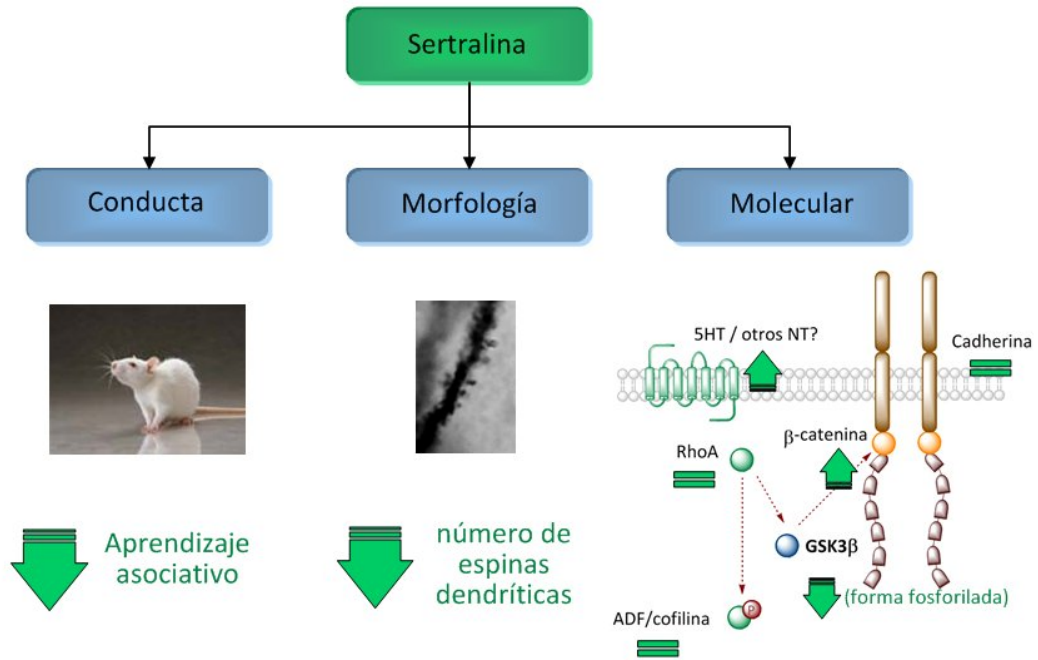 Sertralina
Conducta
Morfología
Molecular
5HT / otros NT?
Cadherina
β-catenina
RhoA
GSK3β
(forma fosforilada)
P
ADF/cofilina
Aprendizaje
asociativo
número de
espinas
dendríticas